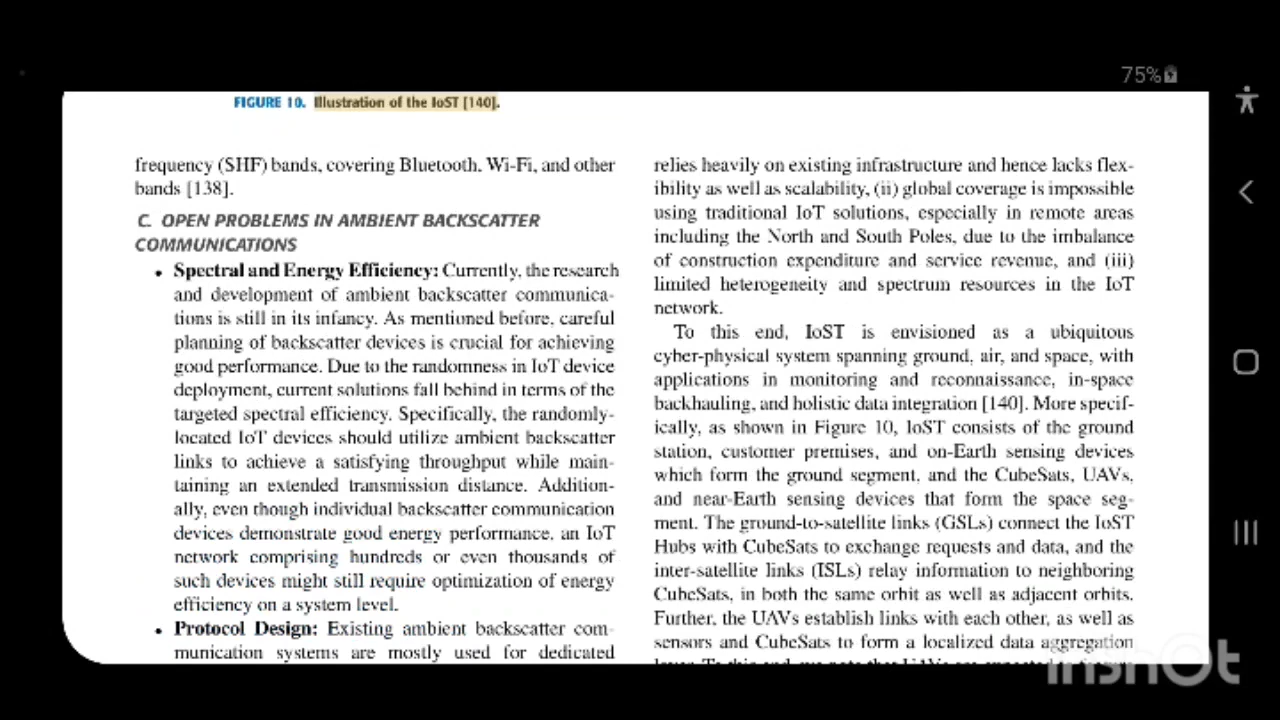 75%
FIGURE 10. Illustration of the IoST [140].
frequency (SHF) bands, covering Bluetooth, Wi-Fi, and other
bands [138].
C. OPEN PROBLEMS IN AMBIENT BACKSCATTER
COMMUNICATIONS
• Spectral and Energy Efficiency: Currently, the research
and development of ambient backscatter communica-
tions is still in its infancy. As mentioned before, careful
planning of backscatter devices is crucial for achieving
good performance. Due to the randomness in IoT device
deployment, current solutions fall behind in terms of the
targeted spectral efficiency. Specifically, the randomly-
located IoT devices should utilize ambient backscatter
links to achieve a satisfying throughput while main-
taining an extended transmission distance. Addition-
ally, even though individual backscatter communication
devices demonstrate good energy performance, an IoT
network comprising hundreds or even thousands of
such devices might still require optimization of energy
efficiency on a system level.
• Protocol Design: Existing ambient backscatter com-
munication systems are mostly used for dedicated
relies heavily on existing infrastructure and hence lacks flex-
ibility as well as scalability, (ii) global coverage is impossible
using traditional IoT solutions, especially in remote areas
including the North and South Poles, due to the imbalance
of construction expenditure and service revenue, and (iii)
limited heterogeneity and spectrum resources in the IoT
network.
To this end, IoST is envisioned as a ubiquitous
cyber-physical system spanning ground, air, and space, with
applications in monitoring and reconnaissance, in-space
backhauling, and holistic data integration [140]. More specif-
ically, as shown in Figure 10, IoST consists of the ground
station, customer premises, and on-Earth sensing devices
which form the ground segment, and the CubeSats, UAVs,
and near-Earth sensing devices that form the space seg-
ment. The ground-to-satellite links (GSLs) connect the IoST
Hubs with CubeSats to exchange requests and data, and the
inter-satellite links (ISLs) relay information to neighboring
CubeSats, in both the same orbit as well as adjacent orbits.
Further, the UAVs establish links with each other, as well as
sensors and CubeSats to form a localized data aggregation
InShOt